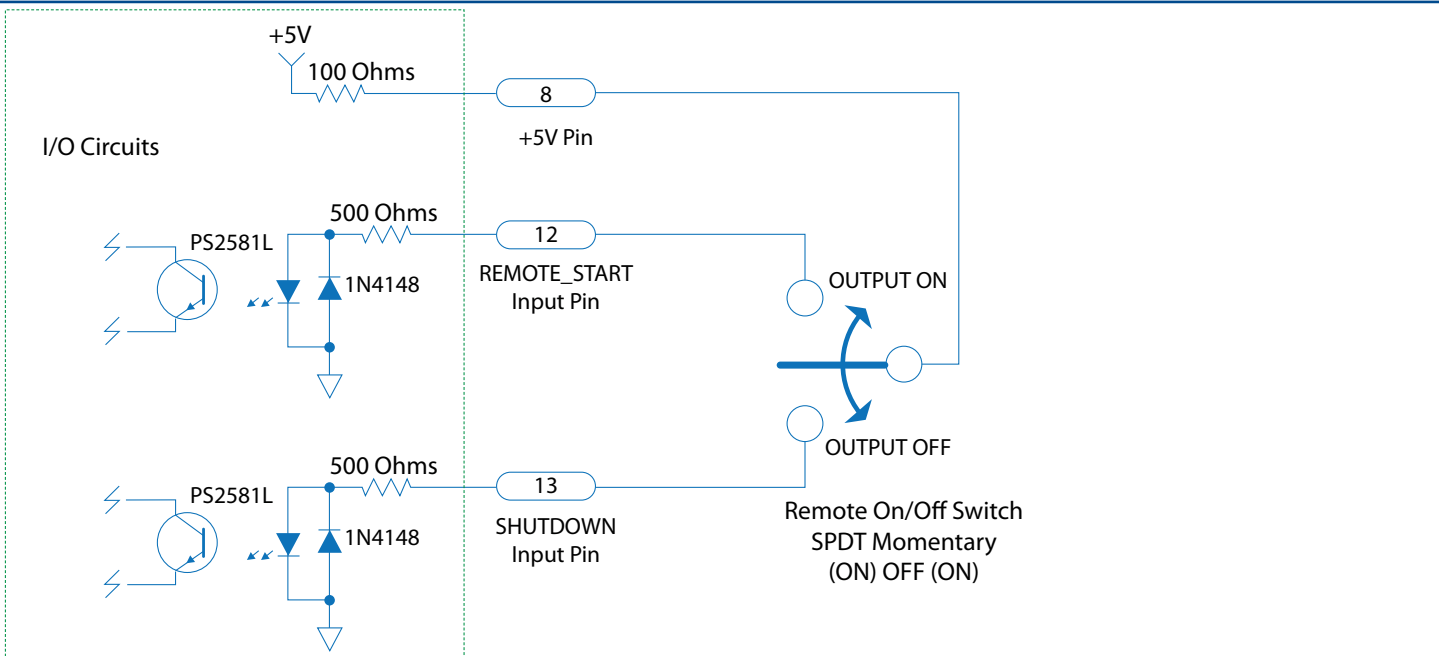 +5V
100 Ohms
8
+5V Pin
I/O Circuits
500 Ohms
PS2581L
1N4148
12
REMOTE_START
Input Pin
OUTPUT ON
OUTPUT OFF
500 Ohms
PS2581L
1N4148
13
SHUTDOWN
Input Pin
Remote On/Off Switch
SPDT Momentary
(ON) OFF (ON)